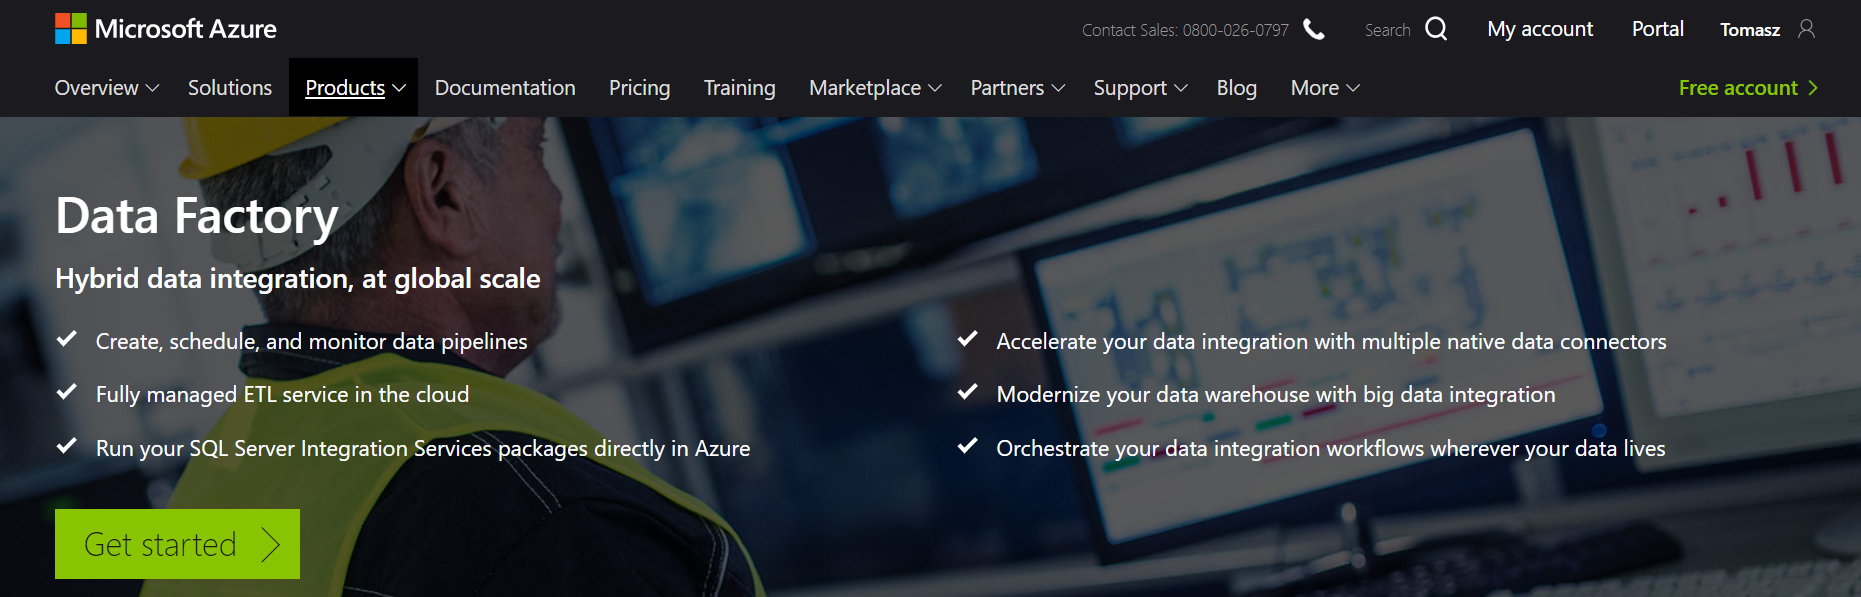 Microsoft Azure
Contact Sales: 0800-026-0797
Search
My account
Portal
Tomasz
Overview
Solutions
Products
Documentation
Pricing
Training
Marketplace
Partners
Support
Blog
More
Free account
Data Factory
Hybrid data integration, at global scale
Create, schedule, and monitor data pipelines
Fully managed ETL service in the cloud
Run your SQL Server Integration Services packages directly in Azure
Accelerate your data integration with multiple native data connectors
Modernize your data warehouse with big data integration
Orchestrate your data integration workflows wherever your data lives
Get started